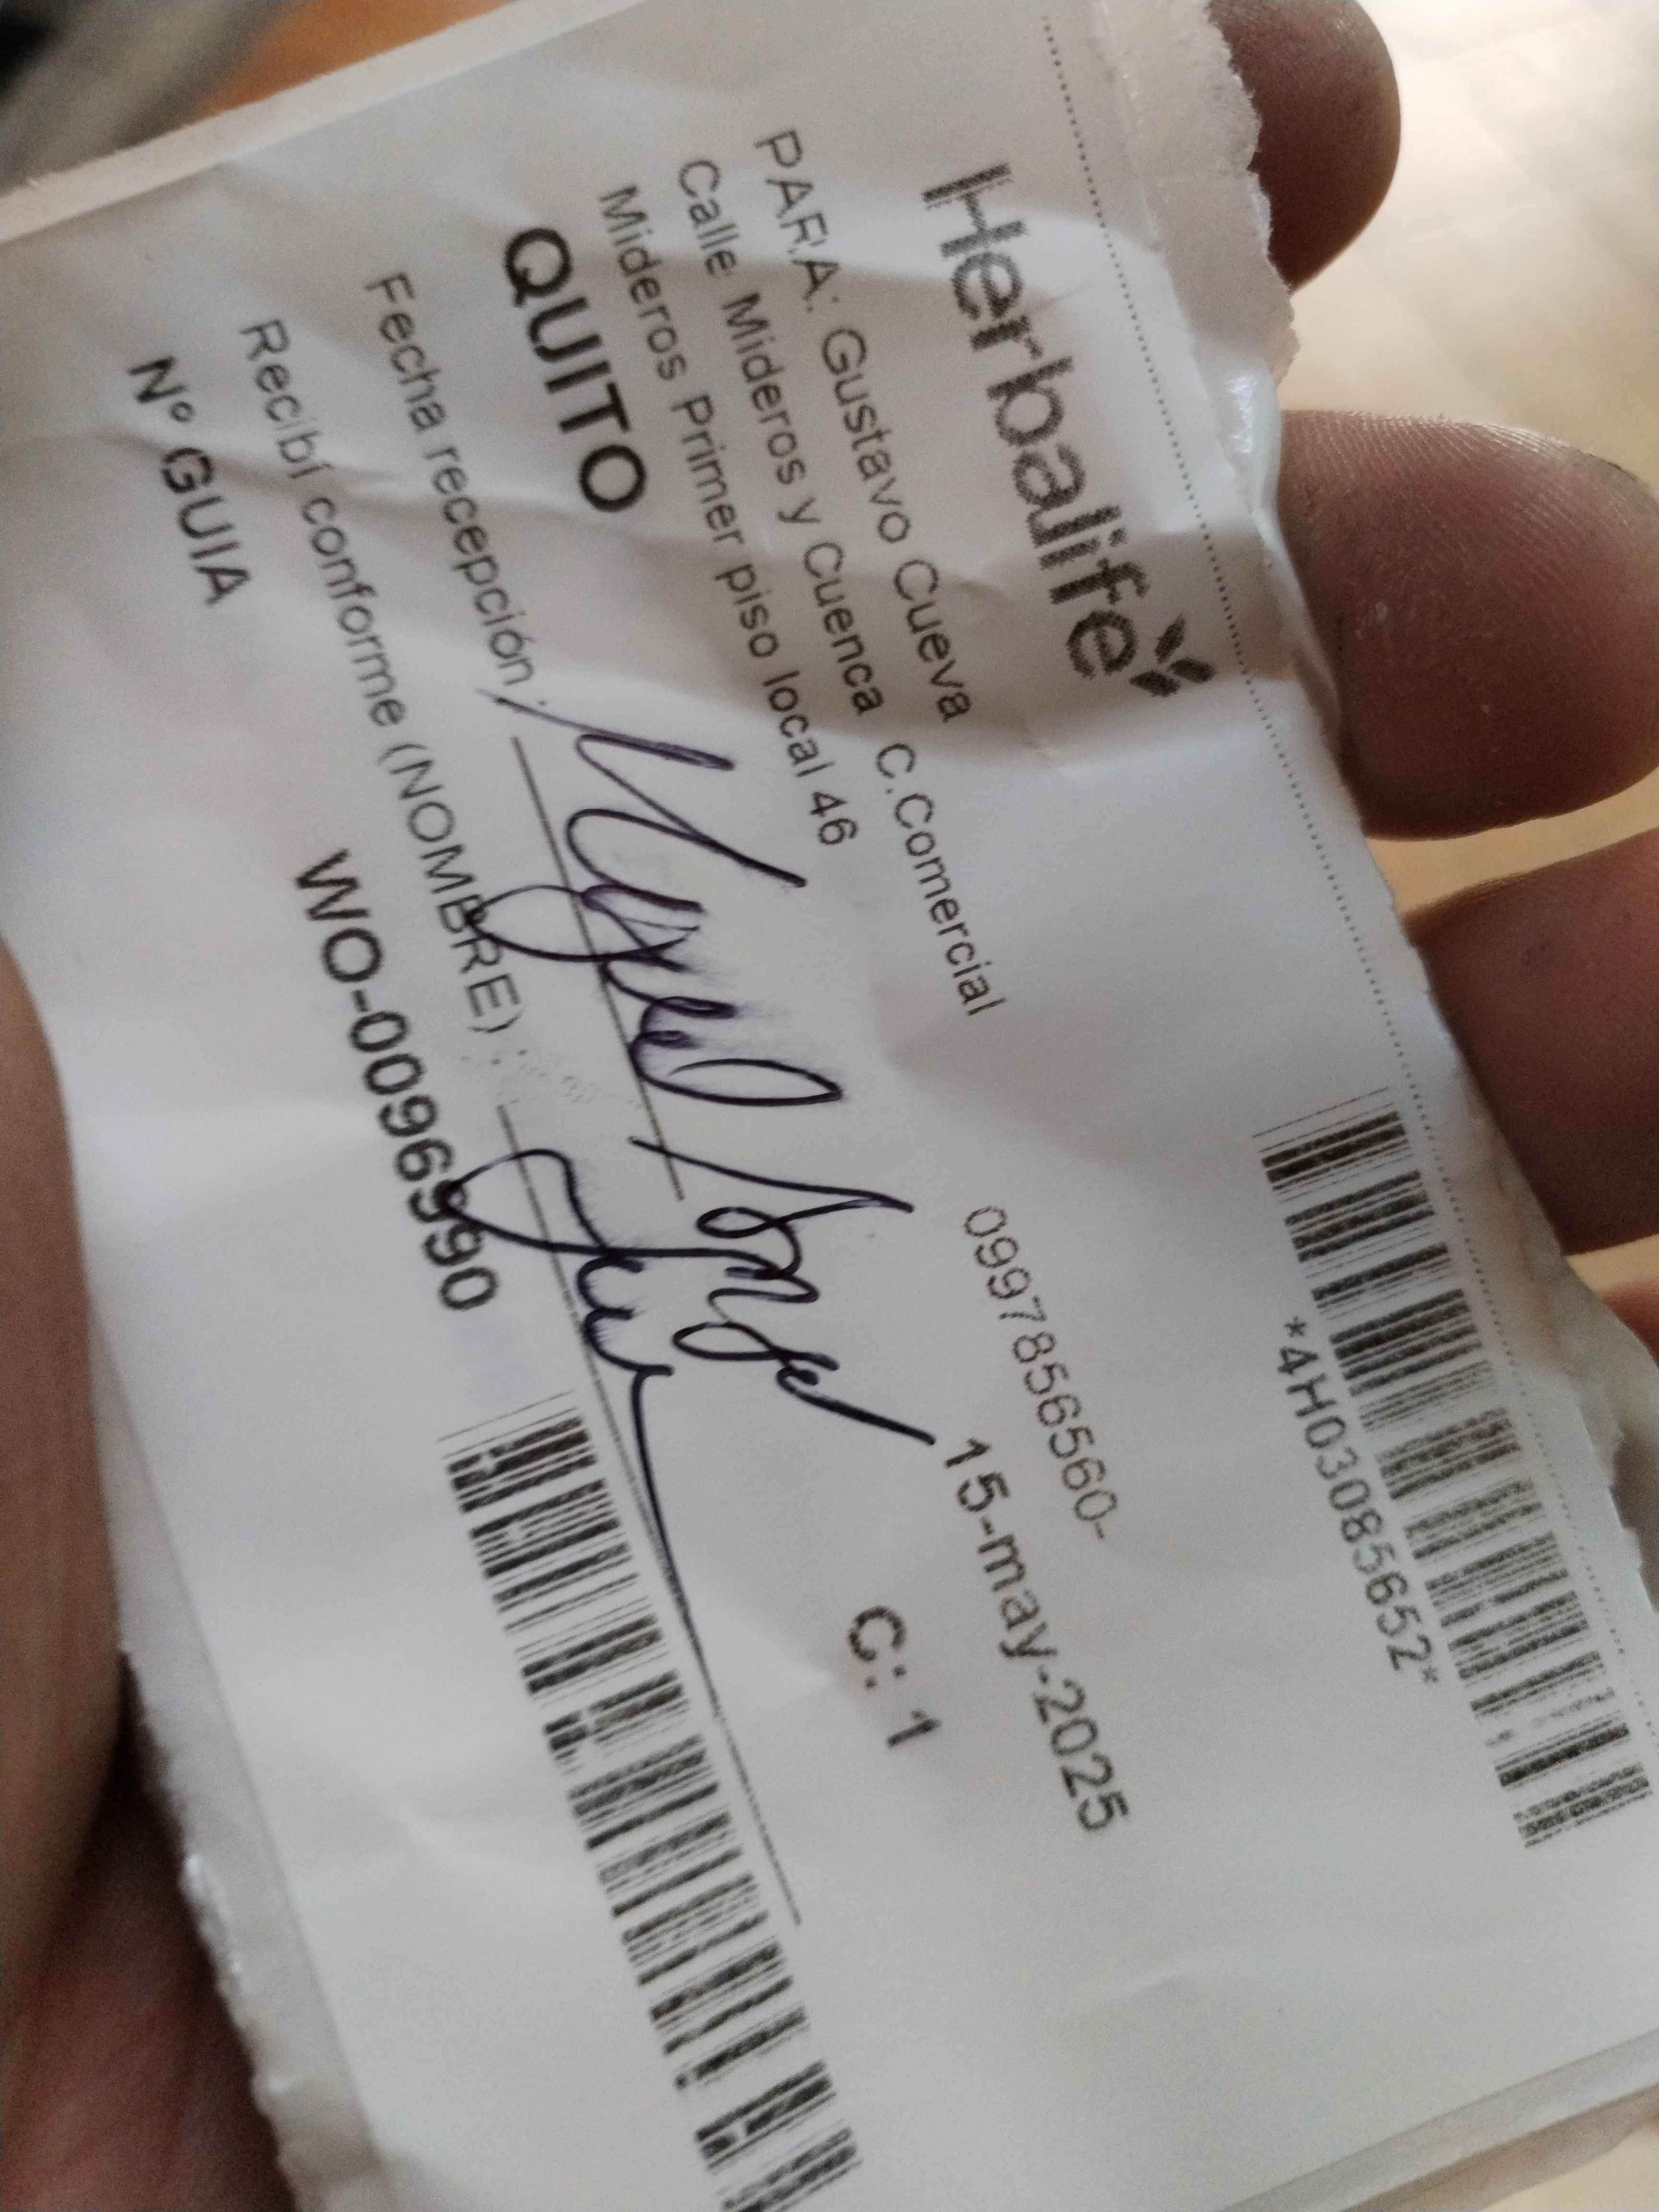 Herbalife
*4H03085652*
PARA: Gustavo Cueva
0997856560-
Calle Mideros y Cuenca C.Comercial
Mideros Primer piso local 46
15-may-2025
QUITO
C: 1
Fecha recepción :
Recibí conforme (NOMBRE) :
Nº GUIA
WO-0096990